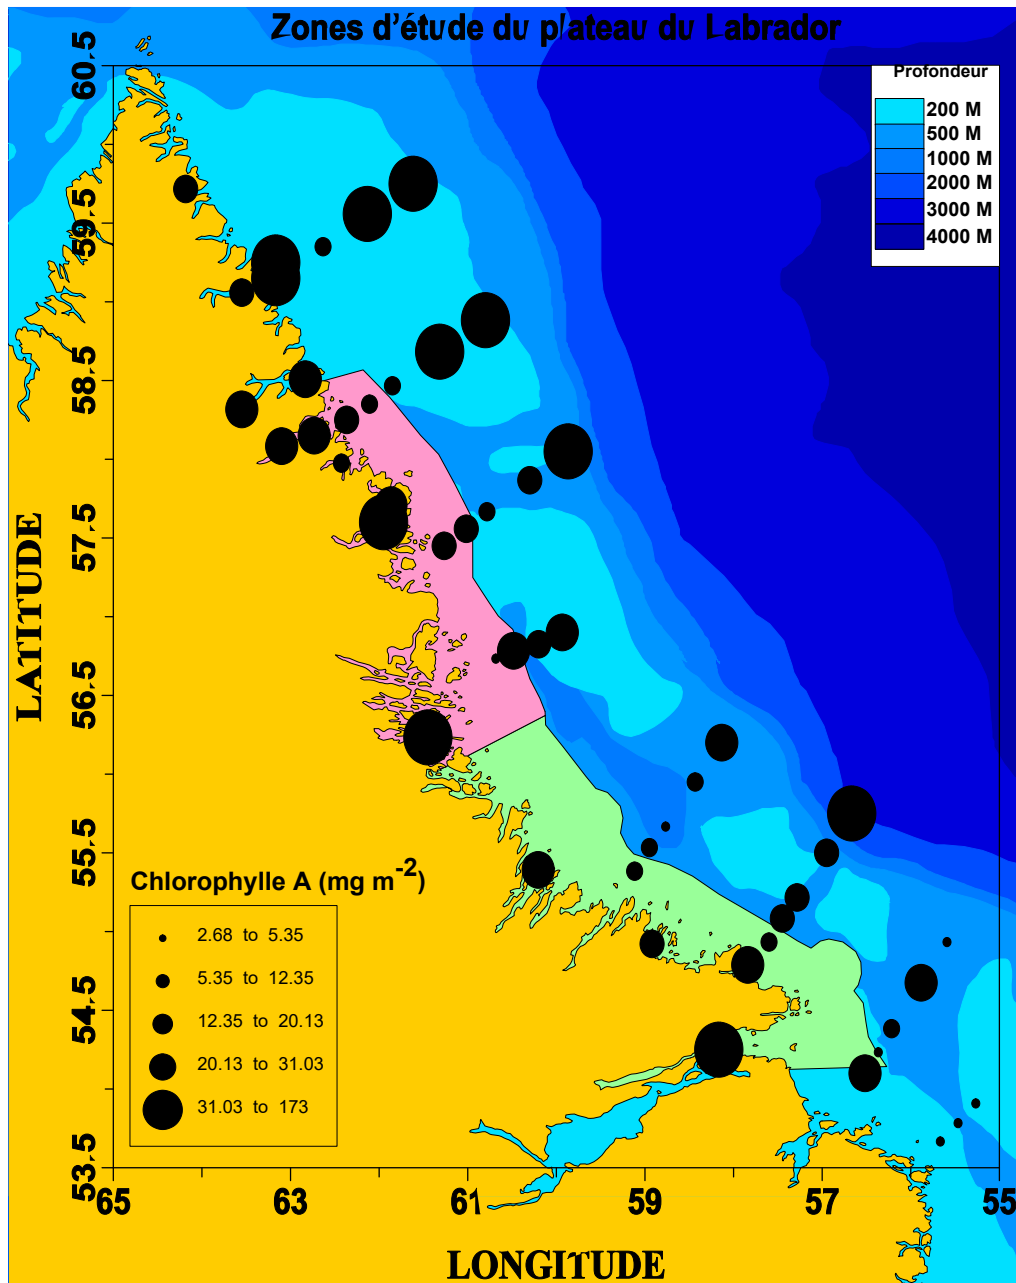 Zones d'étude du plateau du Labrador
Profondeur
200 M
500 M
1000 M
2000 M
3000 M
4000 M
60.5
59.5
58.5
57.5
56.5
55.5
54.5
53.5
LATITUDE
Chlorophylle A (mg m-2)
2.68 to 5.35
5.35 to 12.35
12.35 to 20.13
20.13 to 31.03
31.03 to 173
65 63 61 59 57 55
LONGITUDE